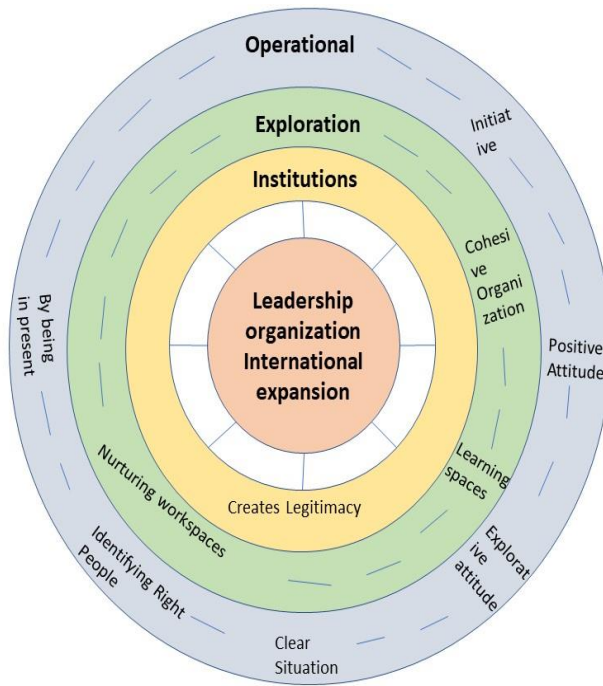 Operational
Initiat
ive
Exploration
Institutions
Cohesi
ve
Organi
zation
Leadership
organization
International
expansion
By being
in present
Positive
Attitude
Learning
spaces
Nurturing workspaces
Creates Legitimacy
Explorat
ive
attitude
Identifying Right
People
Clear
Situation